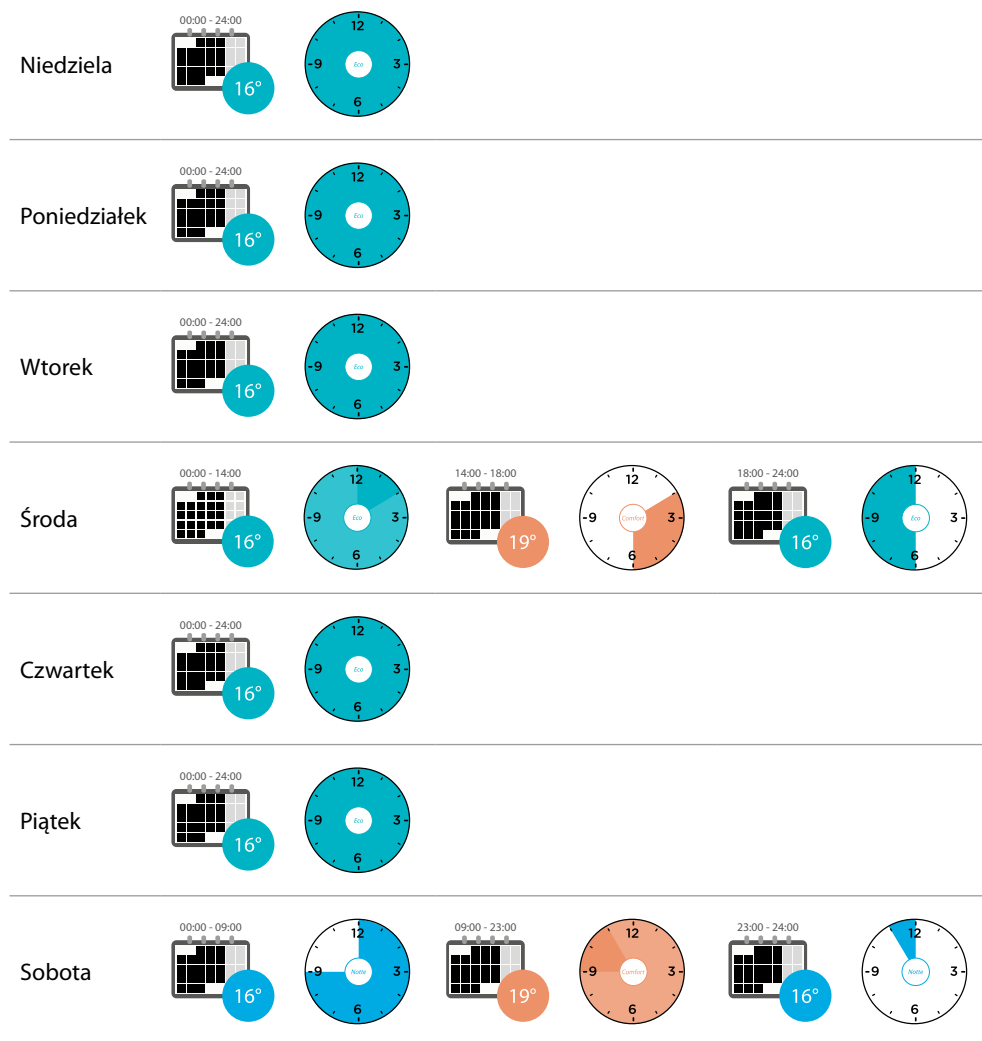 00:00 - 24:00
Niedziela
16°
12
-9
Eco
3-
6
00:00 - 24:00
Poniedziałek
16°
12
-9
Eco
3-
6
00:00 - 24:00
Wtorek
16°
12
-9
Eco
3-
6
00:00 - 14:00
14:00 - 18:00
18:00 - 24:00
Środa
16°
12
-9
Eco
3-
6
19°
12
-9
Comfort
3-
6
16°
12
-9
Eco
3-
6
00:00 - 24:00
Czwartek
16°
12
-9
Eco
3-
6
00:00 - 24:00
Piątek
16°
12
-9
Eco
3-
6
00:00 - 09:00
09:00 - 23:00
23:00 - 24:00
Sobota
16°
12
-9
Notte
3-
6
19°
12
-9
Comfort
3-
6
16°
12
-9
Notte
3-
6